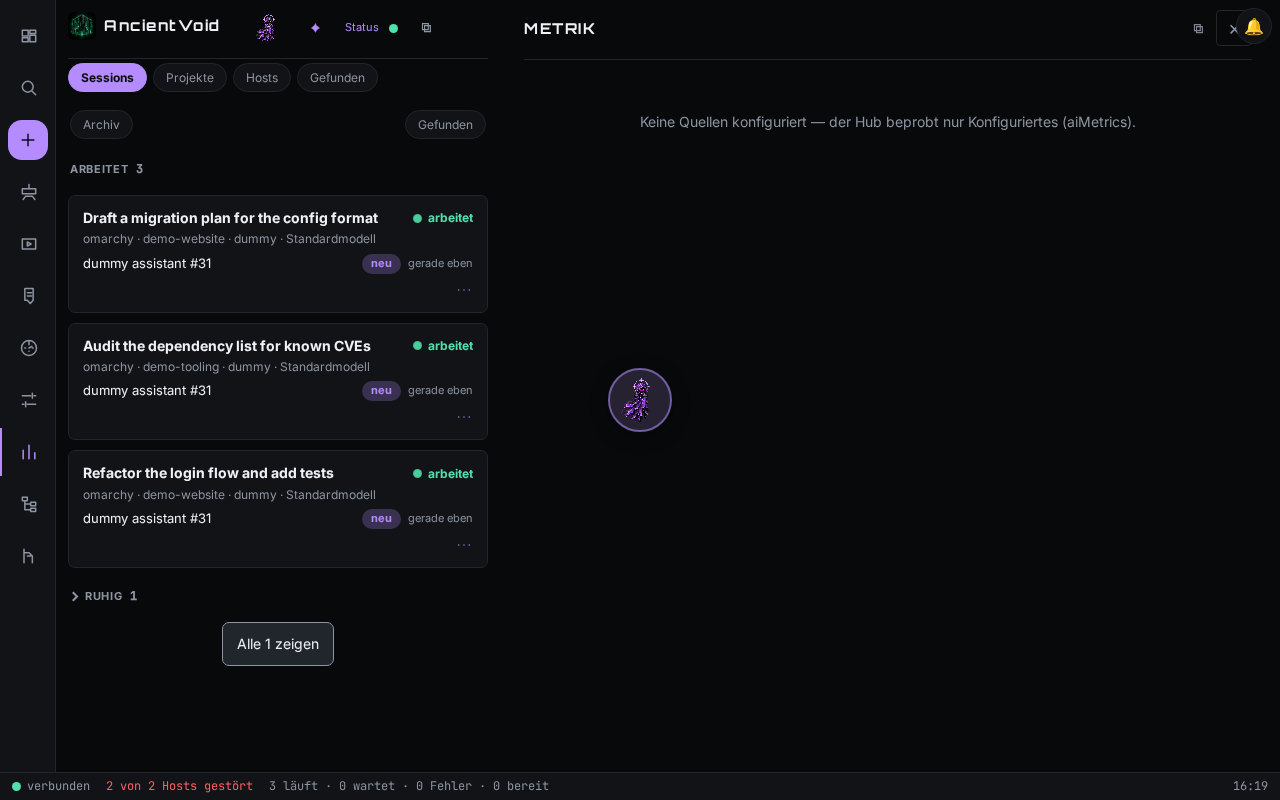 AncientVoid
Status
Sessions
Projekte
Hosts
Gefunden
Archiv
Gefunden
ARBEITET 3
Draft a migration plan for the config format
arbeitet
omarchy · demo-website · dummy · Standardmodell
dummy assistant #31
neu
gerade eben
...
Audit the dependency list for known CVEs
arbeitet
omarchy · demo-tooling · dummy · Standardmodell
dummy assistant #31
neu
gerade eben
...
Refactor the login flow and add tests
arbeitet
omarchy · demo-website · dummy · Standardmodell
dummy assistant #31
neu
gerade eben
...
RUHIG 1
Alle 1 zeigen
METRIK
Keine Quellen konfiguriert — der Hub beprobt nur Konfiguriertes (aiMetrics).
verbunden
2 von 2 Hosts gestört
3 läuft · 0 wartet · 0 Fehler · 0 bereit
16:19